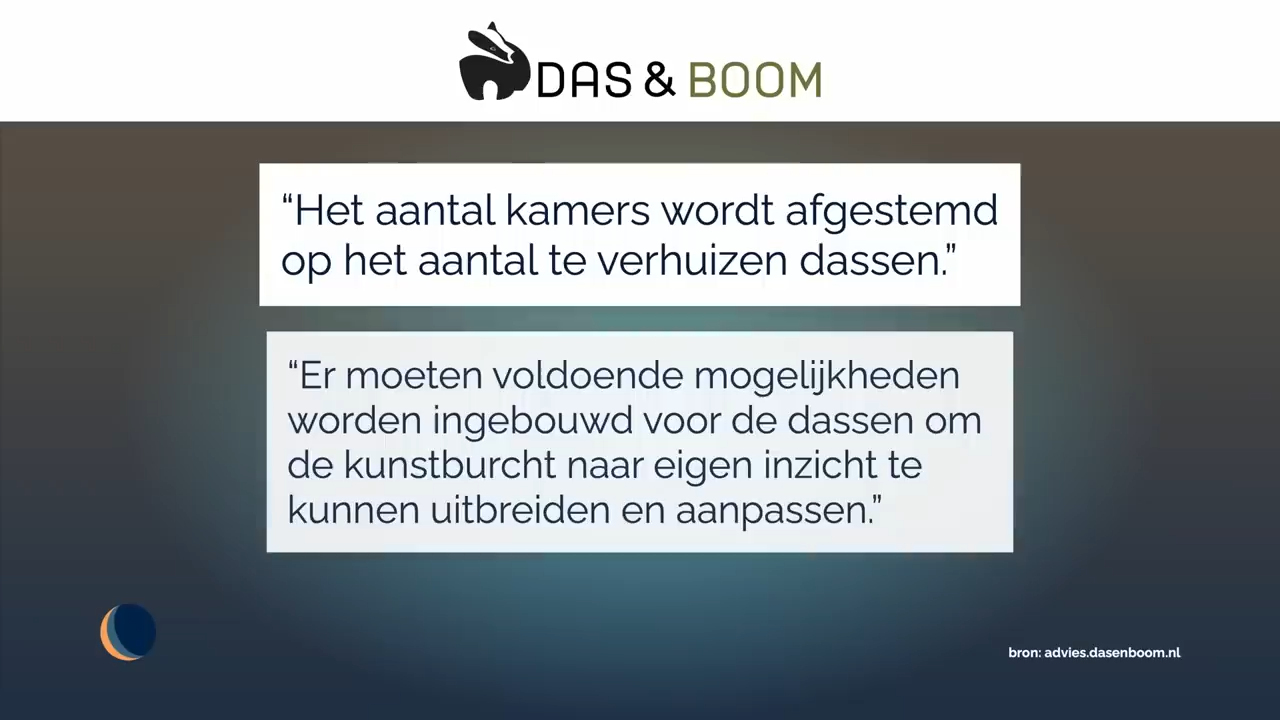 DAS & BOOM
“Het aantal kamers wordt afgestemd
op het aantal te verhuizen dassen.”
“Er moeten voldoende mogelijkheden
worden ingebouwd voor de dassen om
de kunstburcht naar eigen inzicht te
kunnen uitbreiden en aanpassen.”
bron: advies.dasenboom.nl